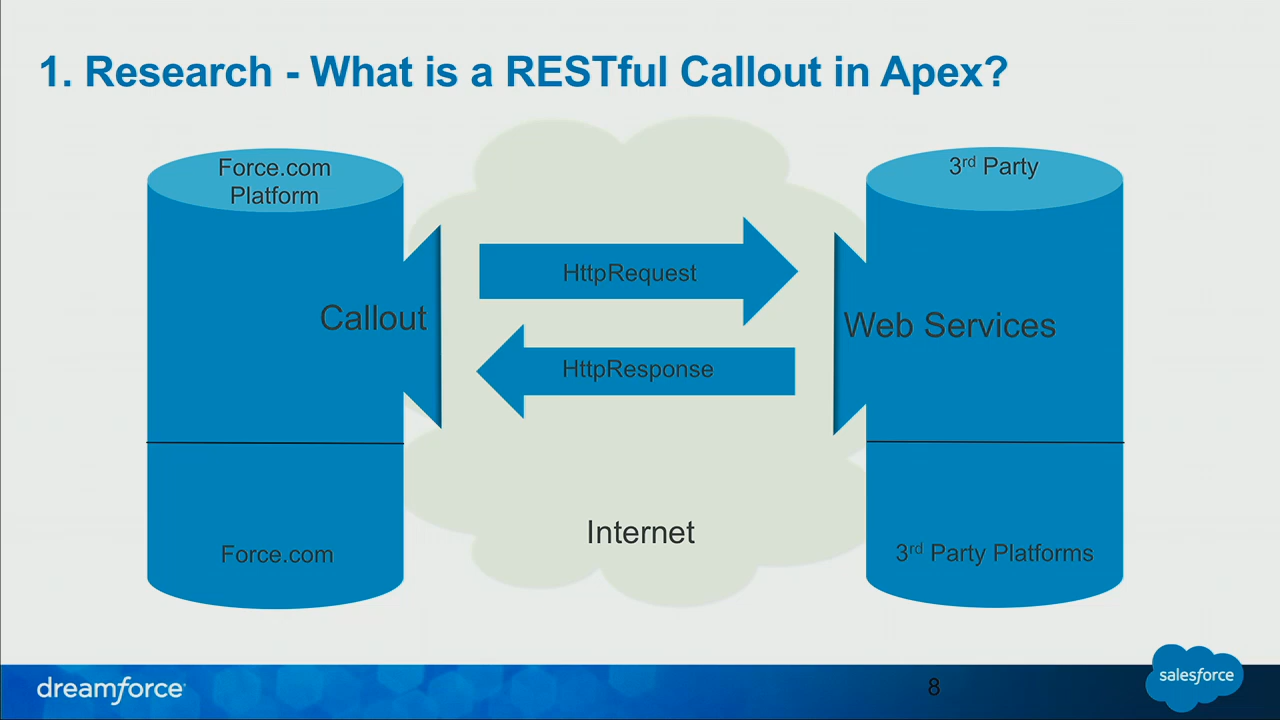 1. Research - What is a RESTful Callout in Apex?
Force.com
Platform
3rd Party
HttpRequest
Callout
Web Services
HttpResponse
Internet
Force.com
3rd Party Platforms
dreamforce
8
salesforce